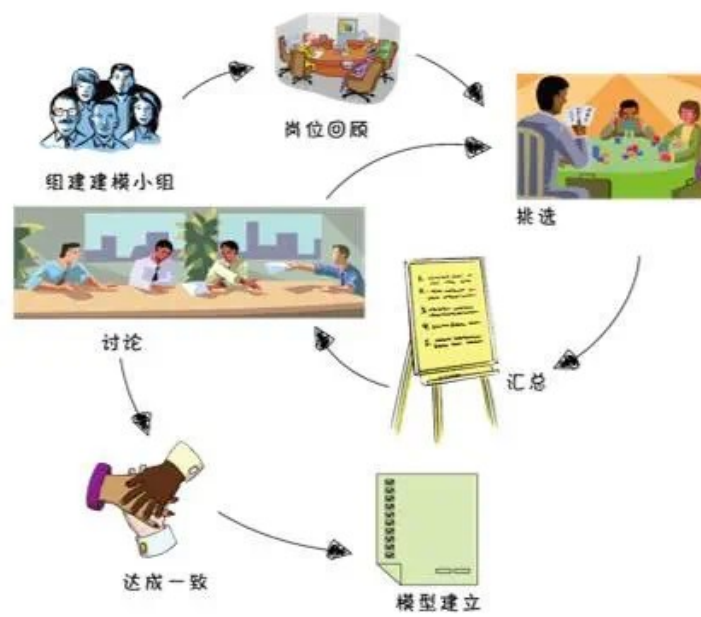 组建建模小组
岗位回顾
挑选
汇总
讨论
达成一致
模型建立